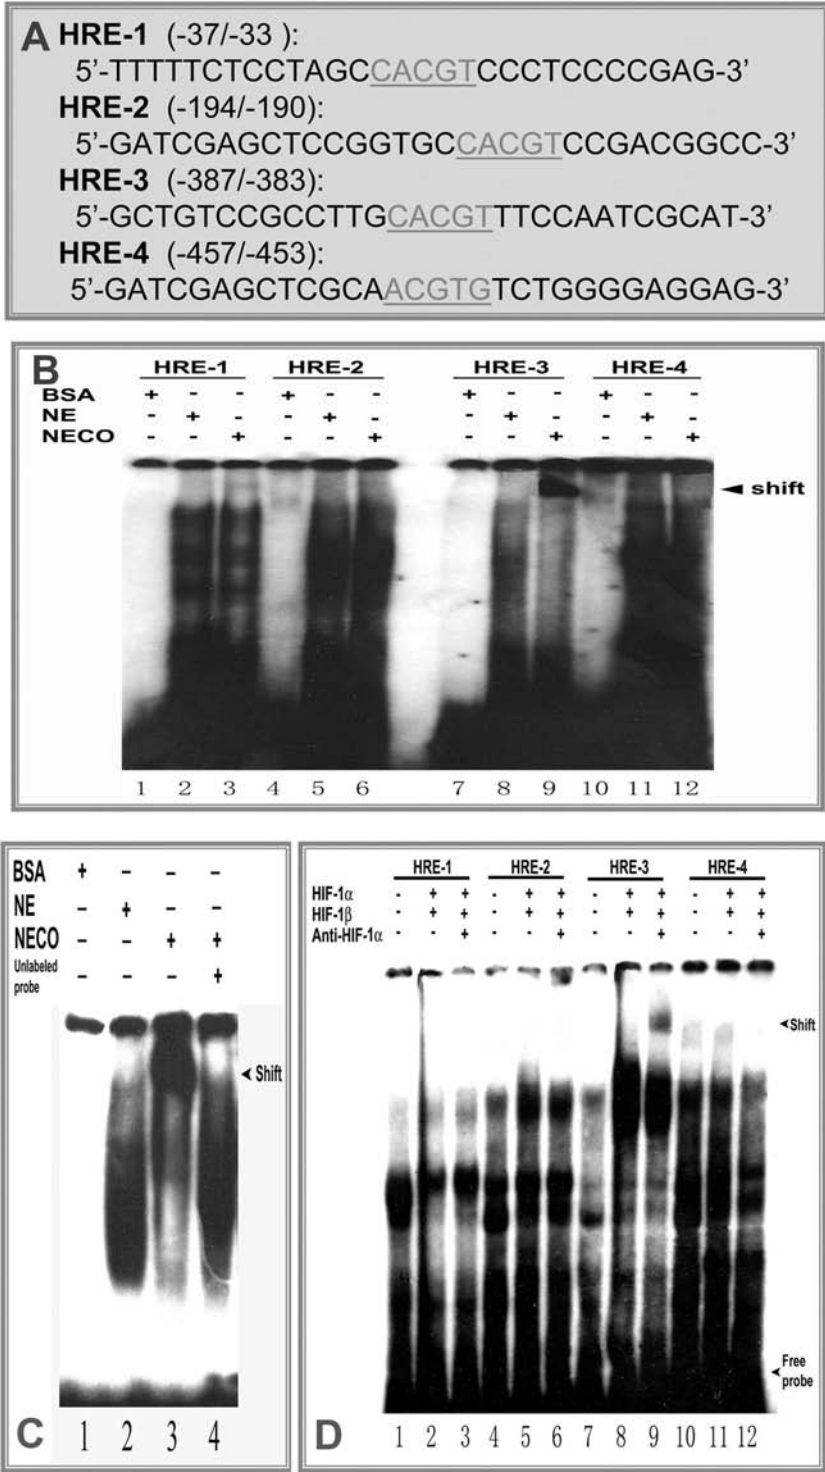 A HRE-1 (-37/-33 ):
5’-TTTTTCTCCTAGCCACGTCCCTCCCCGAG-3’
HRE-2 (-194/-190):
5’-GATCGAGCTCCGGTGCCACGTCCGACGGCC-3’
HRE-3 (-387/-383):
5’-GCTGTCCGCCTTGCACGTTTCCAATCGCAT-3’
HRE-4 (-457/-453):
5’-GATCGAGCTCGCAACGTGTCTGGGGAGGAG-3’
B HRE-1 HRE-2 HRE-3 HRE-4
BSA + - - + - - + - - + - -
NE - + - - + - - + - - + -
NECO - - + - - + - - + - - +
shift
1 2 3 4 5 6 7 8 9 10 11 12
BSA + - - -
NE - + - -
NECO - - + +
Unlabeled
probe - - - +
Shift
C 1 2 3 4
HRE-1 HRE-2 HRE-3 HRE-4
HIF-1α - + + - + + - + + - + +
HIF-1β - + + - + + - + + - + +
Anti-HIF-1α - - + - - + - - + - - +
Shift
Free
probe
D 1 2 3 4 5 6 7 8 9 10 11 12